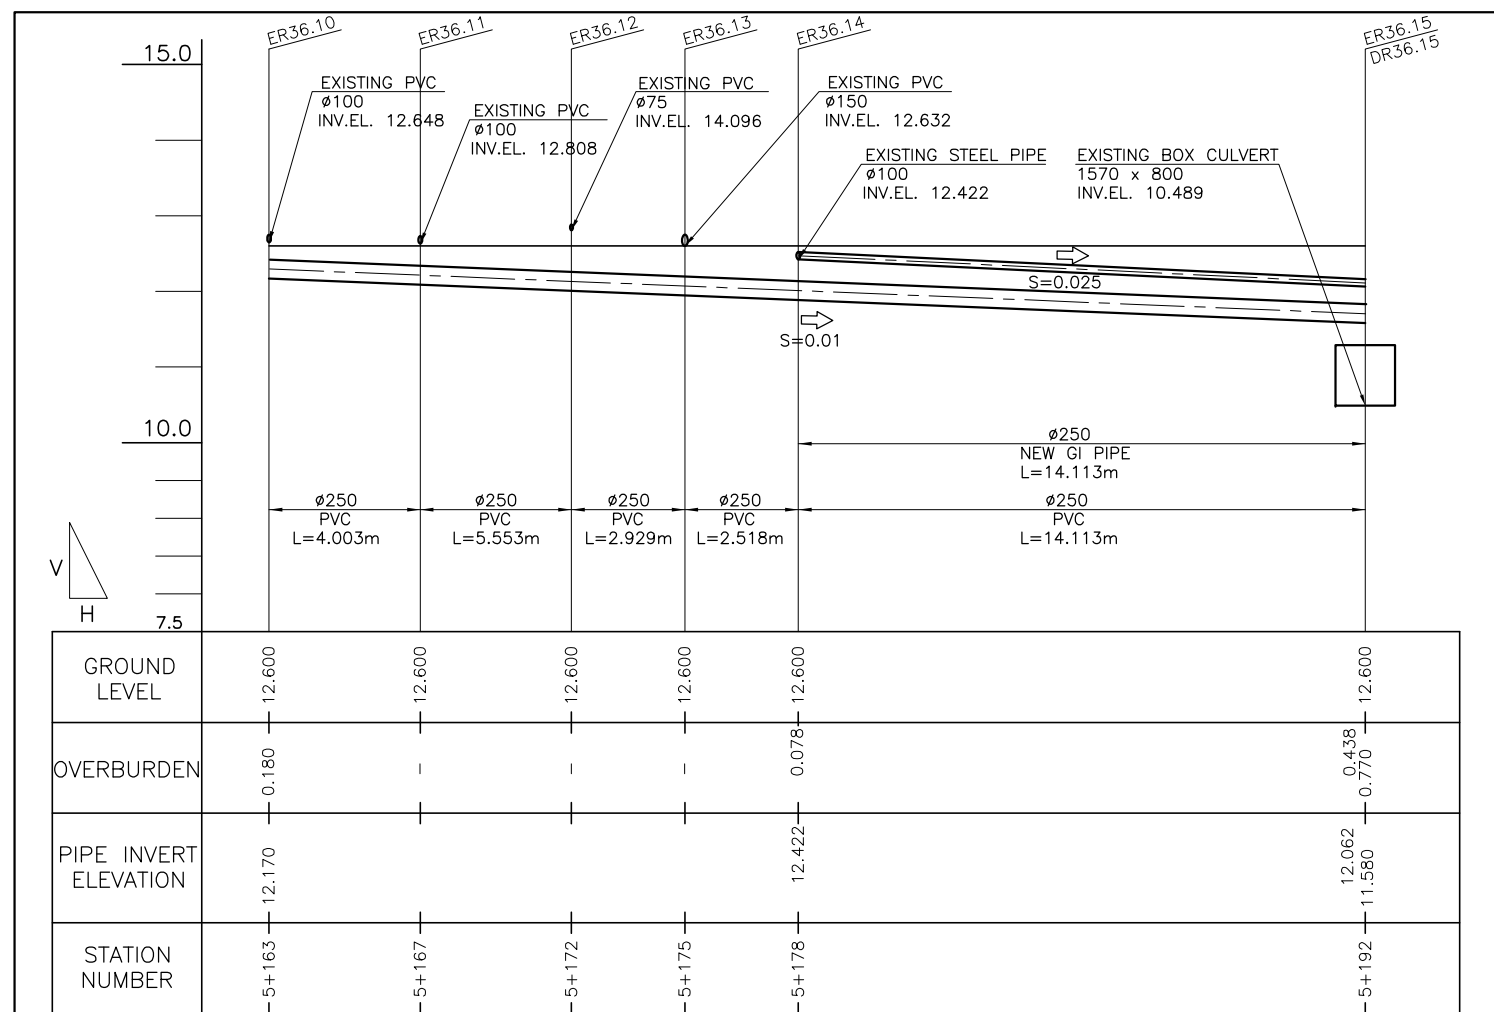 ER36.10
ER36.11
ER36.12
ER36.13
ER36.14
ER36.15
DR36.15
15.0
EXISTING PVC
ø100
INV.EL. 12.648
EXISTING PVC
ø100
INV.EL. 12.808
EXISTING PVC
ø75
INV.EL. 14.096
EXISTING PVC
ø150
INV.EL. 12.632
EXISTING STEEL PIPE
ø100
INV.EL. 12.422
EXISTING BOX CULVERT
1570 x 800
INV.EL. 10.489
S=0.025
S=0.01
10.0
ø250
NEW GI PIPE
L=14.113m
ø250
PVC
L=4.003m
ø250
PVC
L=5.553m
ø250
PVC
L=2.929m
ø250
PVC
L=2.518m
ø250
PVC
L=14.113m
V
H
7.5
GROUND
LEVEL
12.600
12.600
12.600
12.600
12.600
12.600
OVERBURDEN
0.180
-
-
-
0.078
0.438
0.770
PIPE INVERT
ELEVATION
12.170
12.422
12.062
11.580
STATION
NUMBER
5+163
5+167
5+172
5+175
5+178
5+192